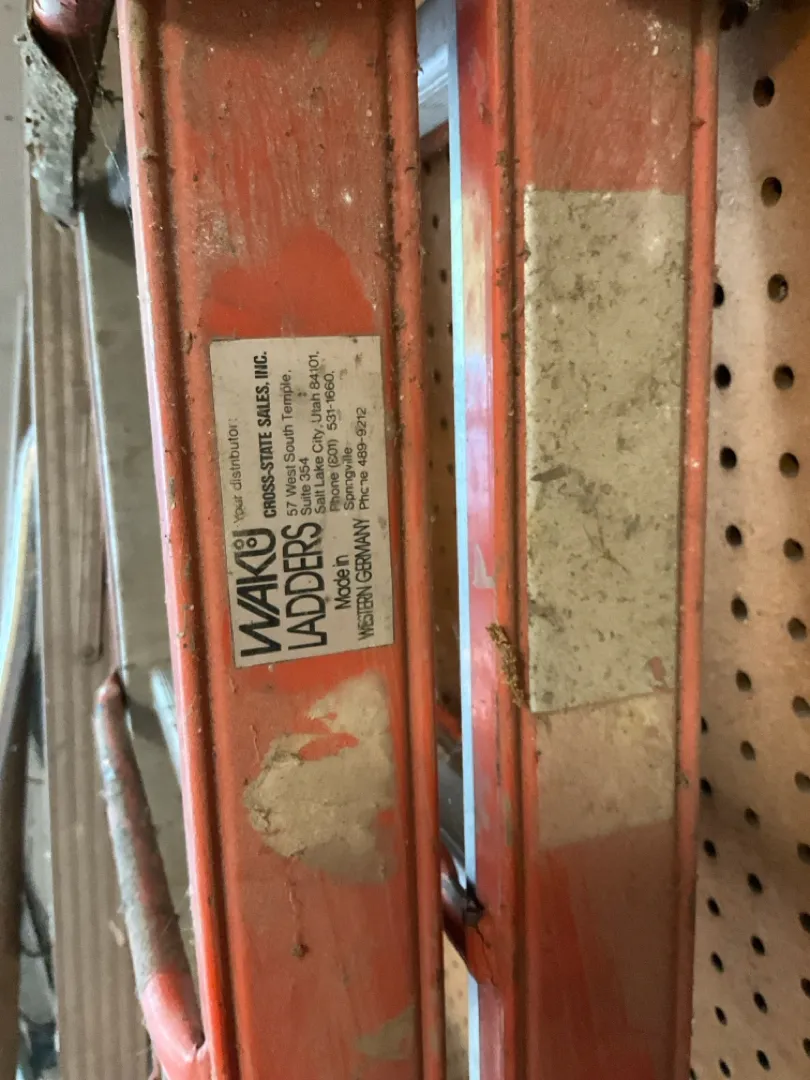 WAKÜ
LADDERS
Made in
WESTERN GERMANY
Your distributor:
CROSS-STATE SALES, INC.
57 West South Temple,
Suite 354
Salt Lake City, Utah 84101,
Phone (801) 531-1660,
Springville
Phone 489-9212